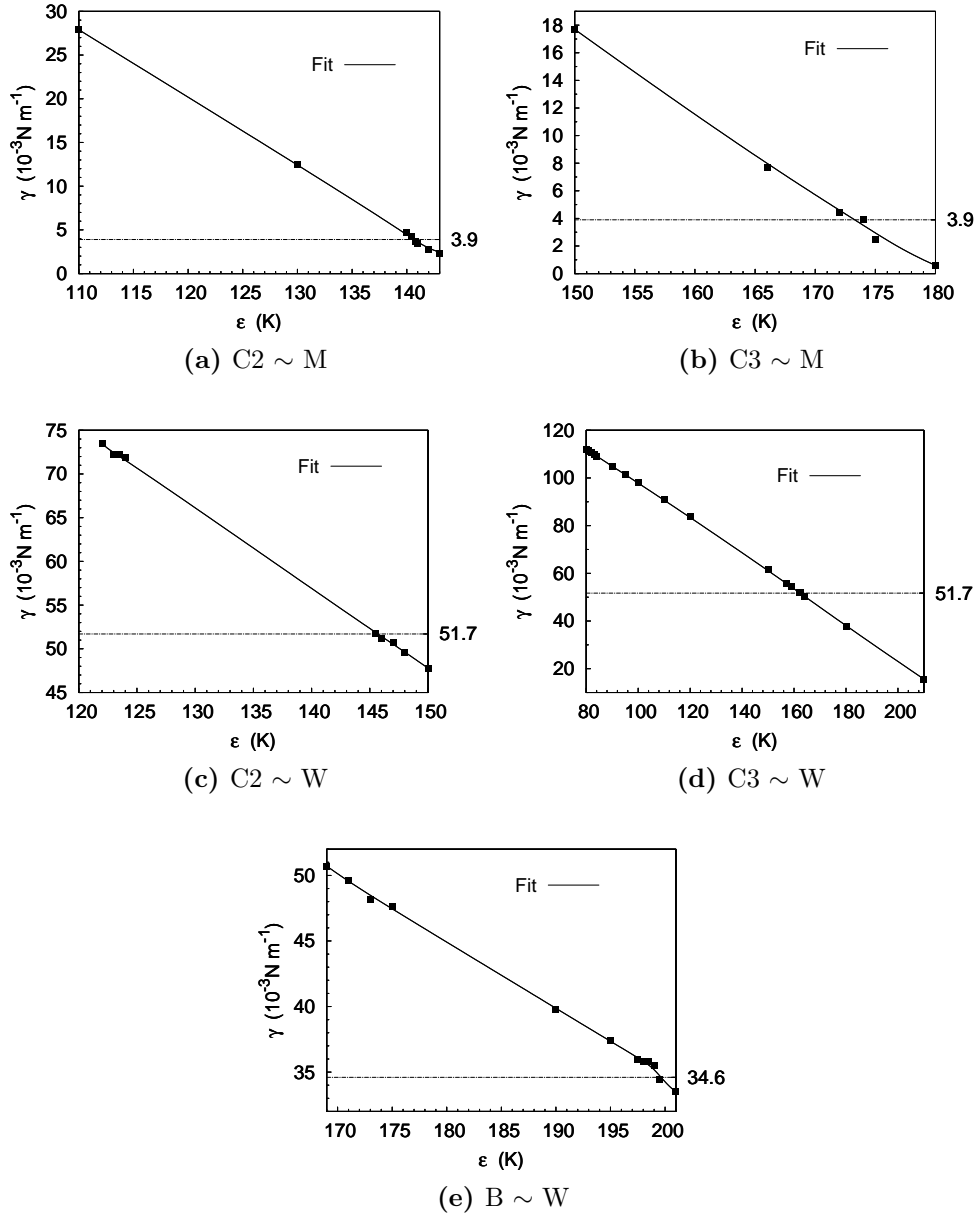 30
25
20
15
10
5
0
110 115 120 125 130 135 140
γ (10⁻³N m⁻¹)
ε (K)
Fit
3.9
(a) C2 ∼ M
18
16
14
12
10
8
6
4
2
0
150 155 160 165 170 175 180
γ (10⁻³N m⁻¹)
ε (K)
Fit
3.9
(b) C3 ∼ M
75
70
65
60
55
50
45
120 125 130 135 140 145 150
γ (10⁻³N m⁻¹)
ε (K)
Fit
51.7
(c) C2 ∼ W
120
100
80
60
40
20
80 100 120 140 160 180 200
γ (10⁻³N m⁻¹)
ε (K)
Fit
51.7
(d) C3 ∼ W
50
45
40
35
170 175 180 185 190 195 200
γ (10⁻³N m⁻¹)
ε (K)
Fit
34.6
(e) B ∼ W